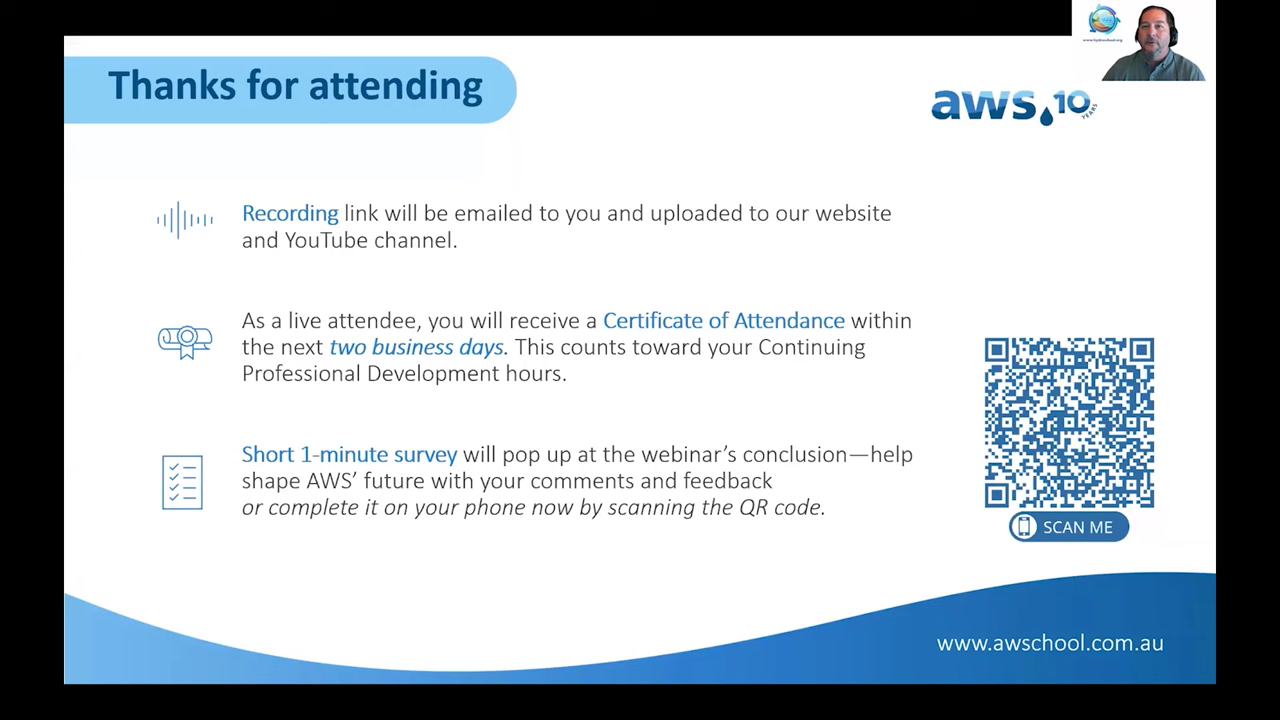 Thanks for attending
aws.10
YEARS
Recording link will be emailed to you and uploaded to our website
and YouTube channel.
As a live attendee, you will receive a Certificate of Attendance within
the next two business days. This counts toward your Continuing
Professional Development hours.
Short 1-minute survey will pop up at the webinar’s conclusion—help
shape AWS’ future with your comments and feedback
or complete it on your phone now by scanning the QR code.
SCAN ME
www.awschool.com.au